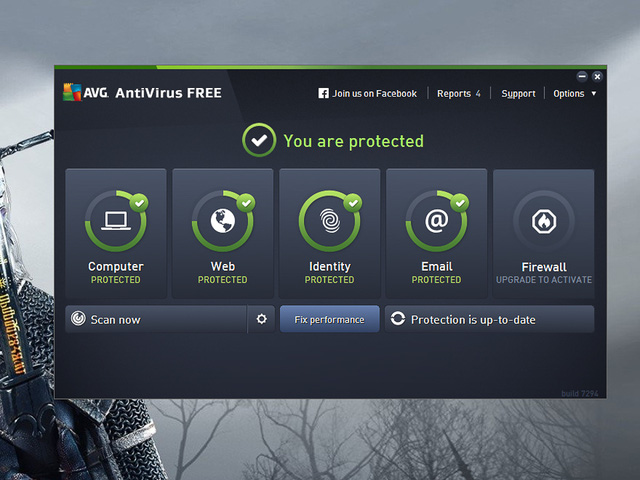 AVG. AntiVirus FREE
Join us on Facebook
Reports 4
Support
Options
You are protected
Computer
PROTECTED
Web
PROTECTED
Identity
PROTECTED
Email
PROTECTED
Firewall
UPGRADE TO ACTIVATE
Scan now
Fix performance
Protection is up-to-date
build 7294